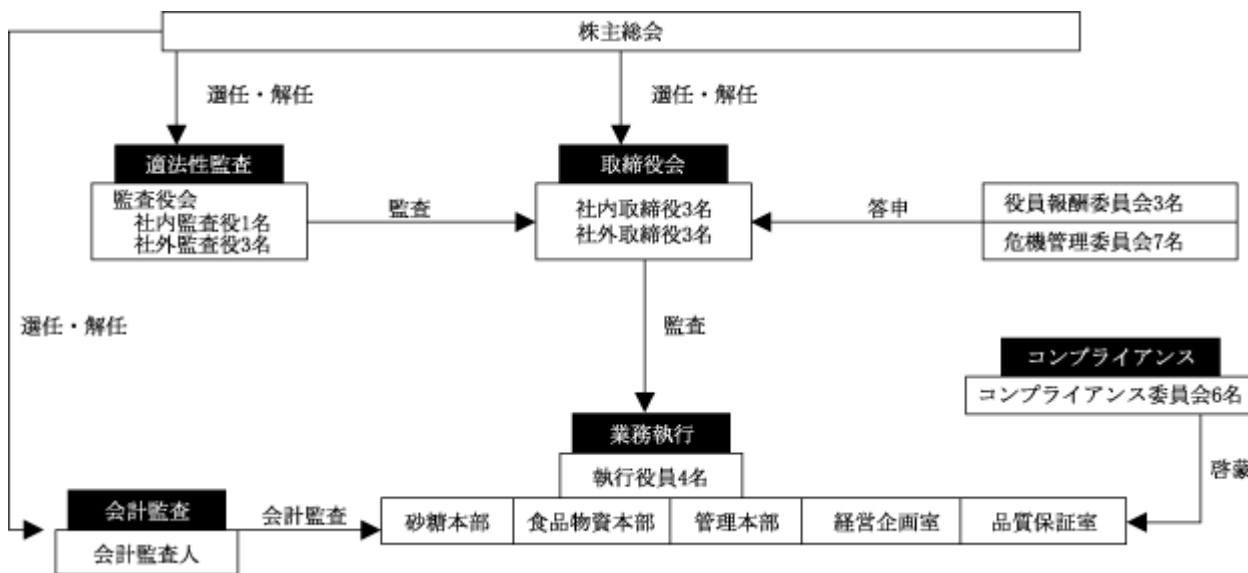 株主総会
選任・解任
選任・解任
適法性監査
監査役会
社内監査役1名
社外監査役3名
監査
取締役会
社内取締役3名
社外取締役3名
答申
役員報酬委員会3名
危機管理委員会7名
選任・解任
監査
コンプライアンス
コンプライアンス委員会6名
業務執行
執行役員4名
啓蒙
会計監査
会計監査人
会計監査
砂糖本部
食品物資本部
管理本部
経営企画室
品質保証室